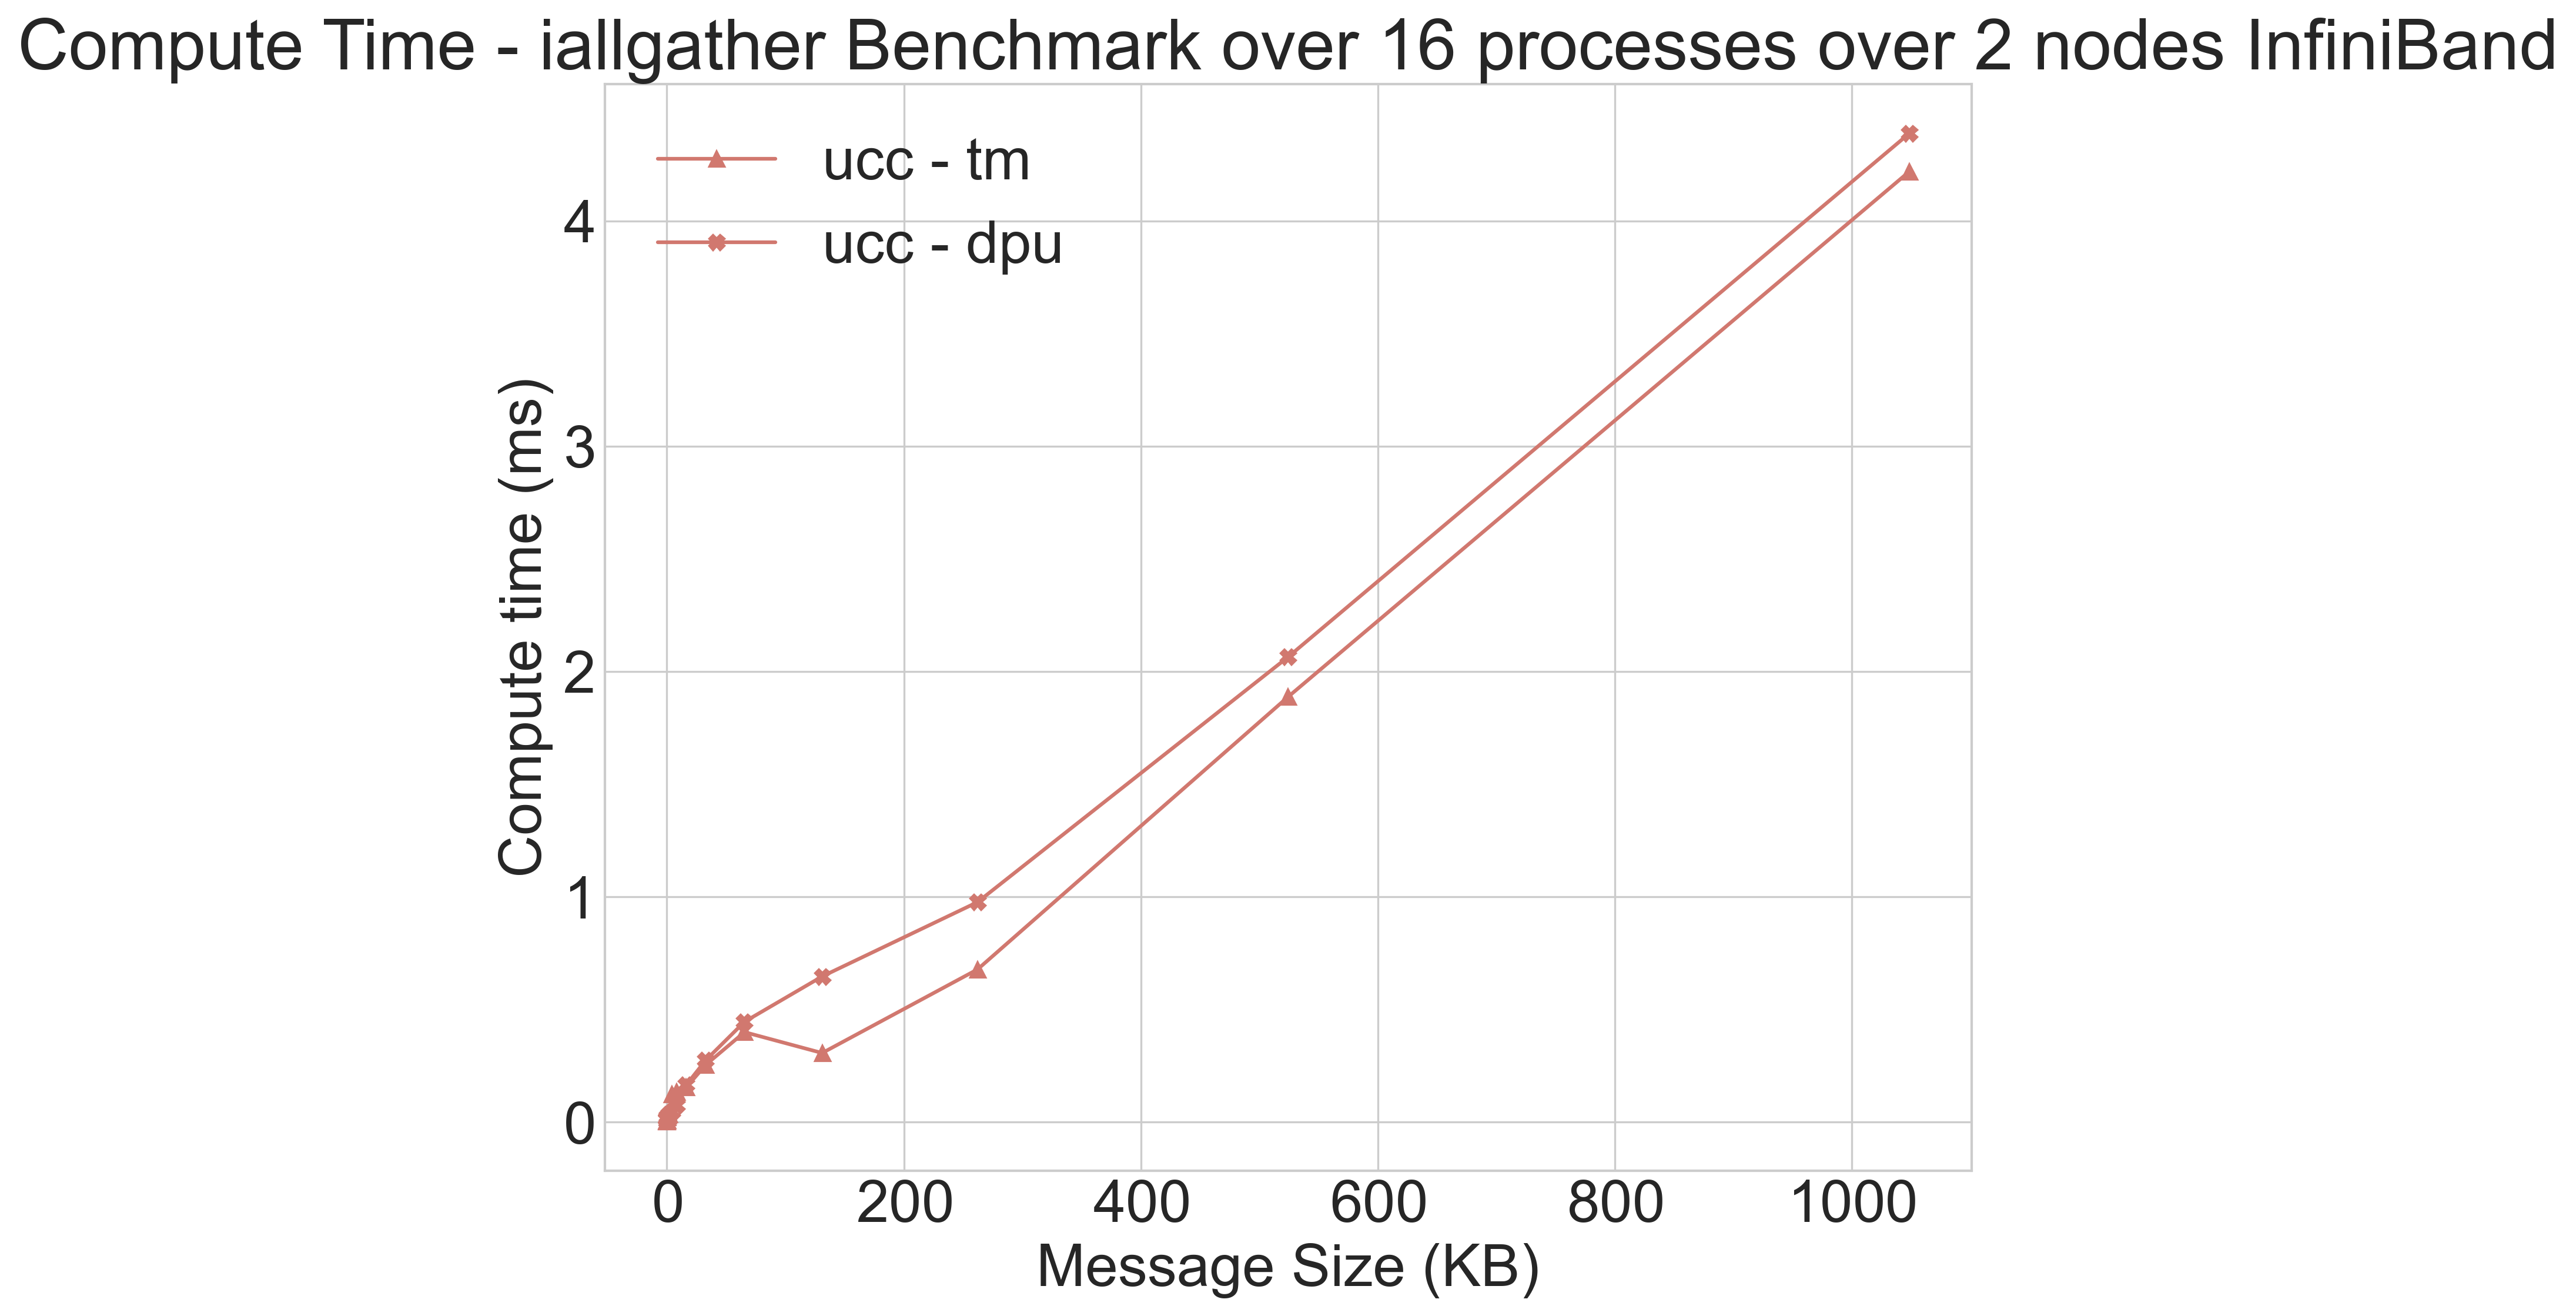 Compute Time - iallgather Benchmark over 16 processes over 2 nodes InfiniBand
ucc - tm
ucc - dpu
Compute time (ms)
4
3
2
1
0
0 200 400 600 800 1000
Message Size (KB)